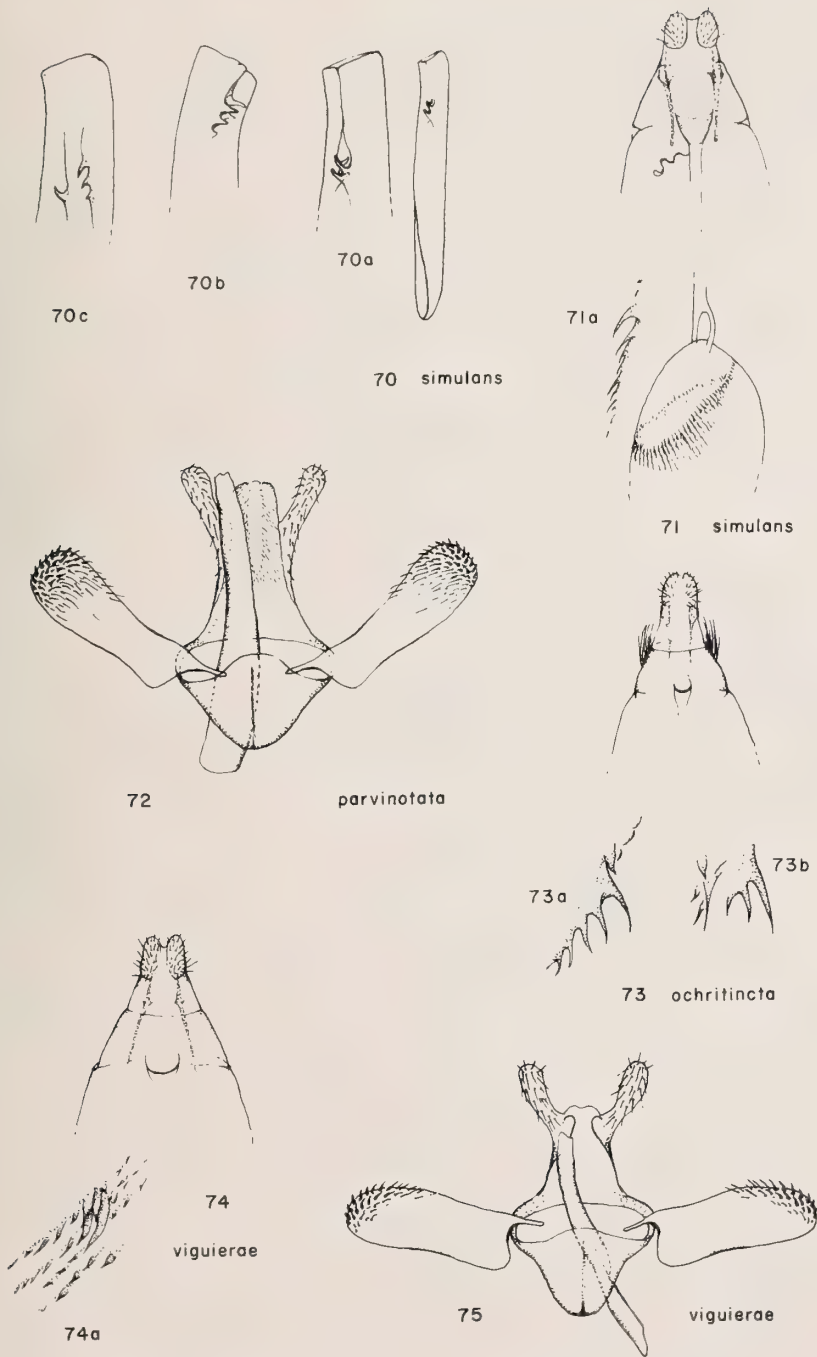 70c
70b
70a
70 simulans
71a
71 simulans
72 parvinotata
73a
73b
73 ochritincta
74
viguierae
74a
75 viguierae